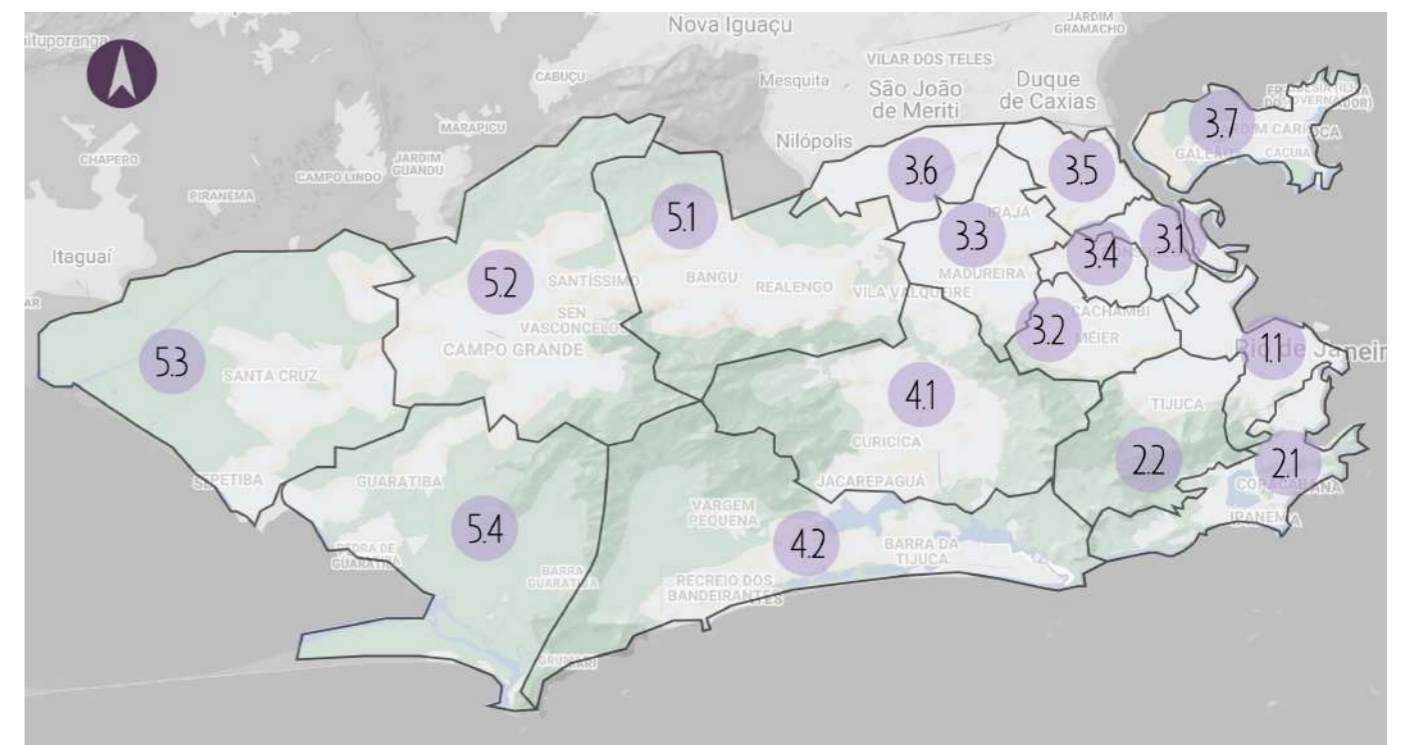 Nova Iguaçu
JARDIM
GRAMACHO
VILAR DOS TELES
CABUÇU
Mesquita
São João
de Meriti
Duque
de Caxias
MARAPICU
Nilópolis
3.7
GALEÃO
CACUIA
CHAPERO
JARDIM
GUANDU
CAMPO LINDO
PIRANEMA
3.6
3.5
5.1
IRAJÁ
3.3
3.4
3.1
Itaguaí
5.2
SANTÍSSIMO
BANGU
REALENGO
MADUREIRA
VILA VALQUEIRE
SEN.
VASCONCELO
CACHAMBI
3.2
MÉIER
CAMPO GRANDE
1.1
5.3
SANTA CRUZ
4.1
TIJUCA
CURICICA
2.2
2.1
COPACABANA
SEPETIBA
GUARATIBA
JACAREPAGUÁ
VARGEM
PEQUENA
IPANEMA
5.4
4.2
BARRA DA
TIJUCA
PEDRA DE
GUARATIBA
BARRA
GUARATIBA
RECREIO DOS
BANDEIRANTES
GRUMARI